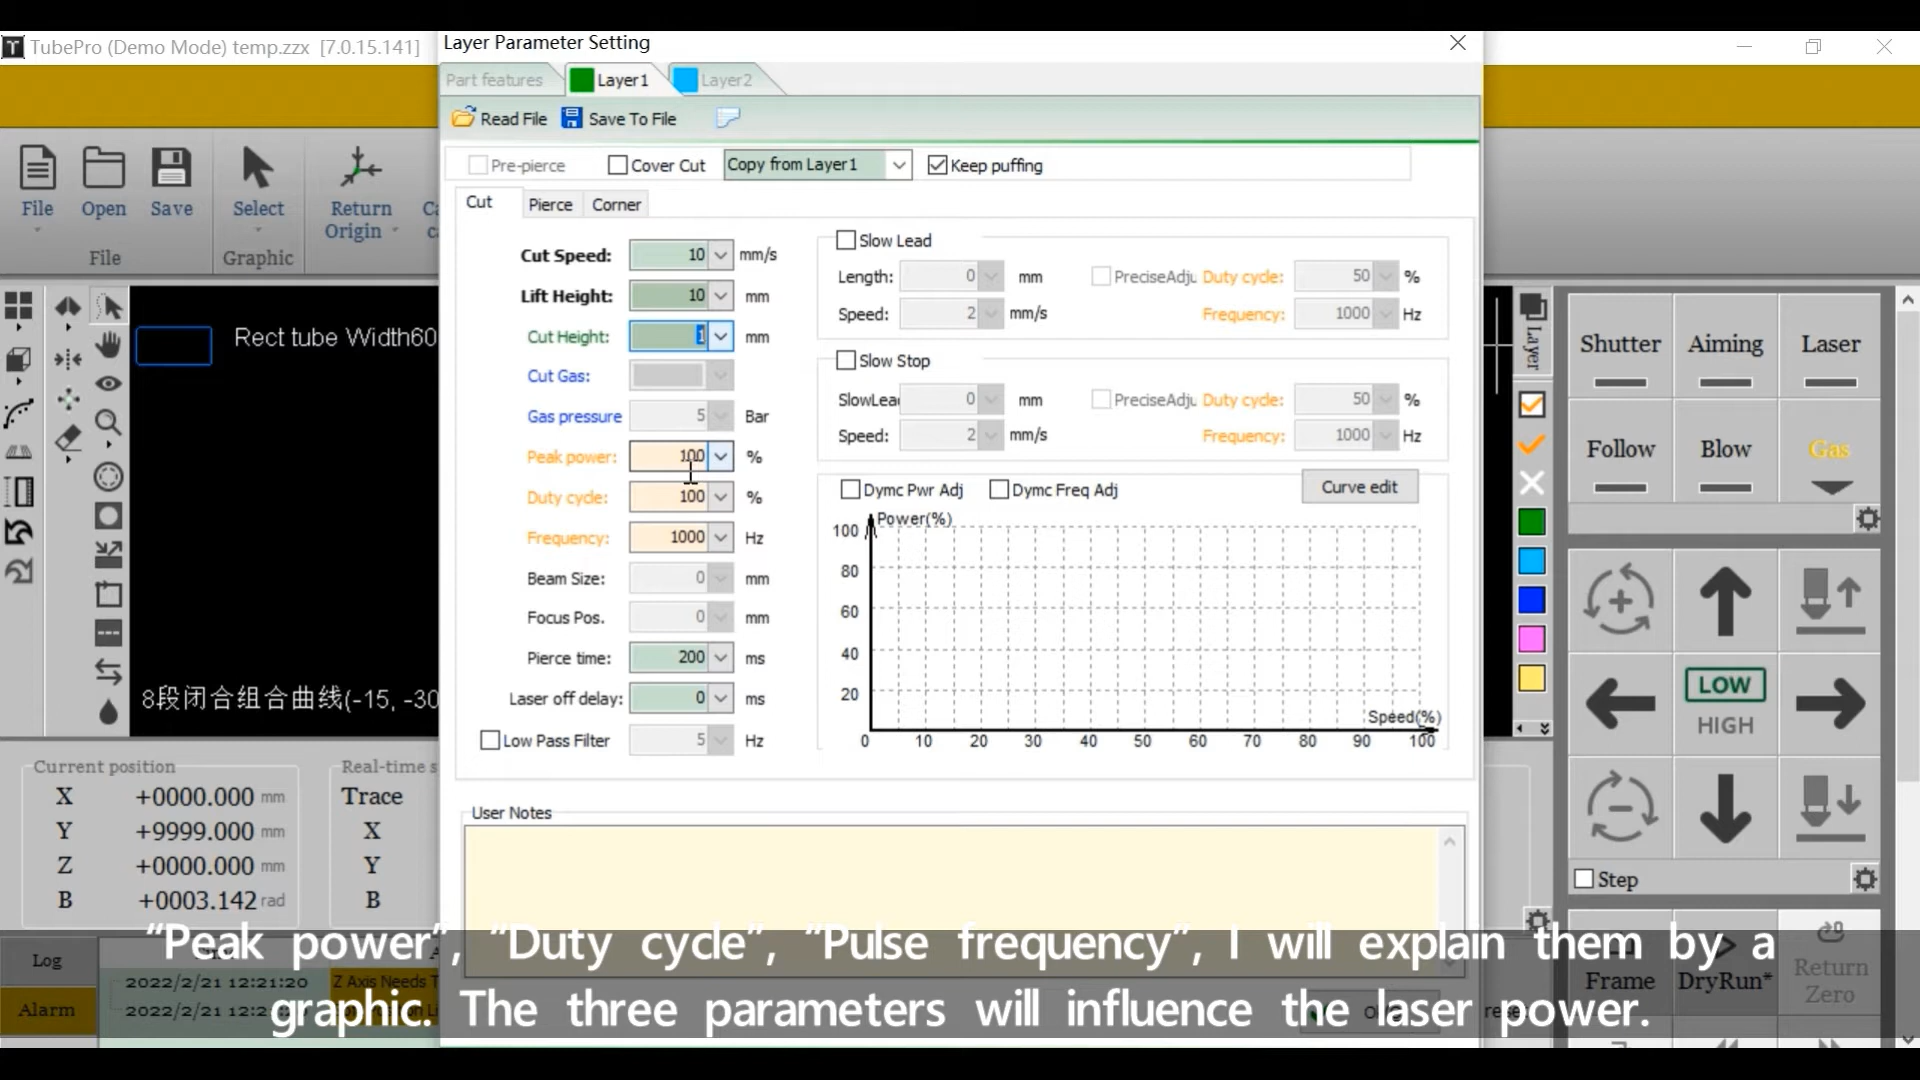 TubePro (Demo Mode) temp.zzx [7.0.15.141]
Layer Parameter Setting
Part features
Layer1
Layer2
Read File
Save To File
Pre-pierce
Cover Cut
Copy from Layer1
Keep puffing
File
Open
Save
Select
Return
Origin
File
Graphic
Cut
Pierce
Corner
Cut Speed: 10 mm/s
Lift Height: 10 mm
Cut Height: 1 mm
Cut Gas:
Gas pressure 5 Bar
Peak power: 100 %
Duty cycle: 100 %
Frequency: 1000 Hz
Beam Size: 0 mm
Focus Pos. 0 mm
Pierce time: 200 ms
Laser off delay: 0 ms
Low Pass Filter 5 Hz
Slow Lead
Length: 0 mm PreciseAdju Duty cycle: 50 %
Speed: 2 mm/s Frequency: 1000 Hz
Slow Stop
SlowLead 0 mm PreciseAdju Duty cycle: 50 %
Speed: 2 mm/s Frequency: 1000 Hz
Dymc Pwr Adj
Dymc Freq Adj
Curve edit
Power(%)
100
80
60
40
20
Speed(%)
0 10 20 30 40 50 60 70 80 90 100
User Notes
Rect tube Width60
8段闭合组合曲线(-15, -30
Layer
Shutter
Aiming
Laser
Follow
Blow
Gas
LOW
HIGH
Step
Frame
DryRun*
Return
Zero
Current position
X +0000.000 mm
Y +9999.000 mm
Z +0000.000 mm
B +0003.142 rad
Real-time s
Trace
X
Y
B
Log
Alarm
2022/2/21 12:21:20 Z Axis Needs T
2022/2/21 12:21:20
“Peak power”, “Duty cycle”, “Pulse frequency”, I will explain them by a
graphic. The three parameters will influence the laser power.